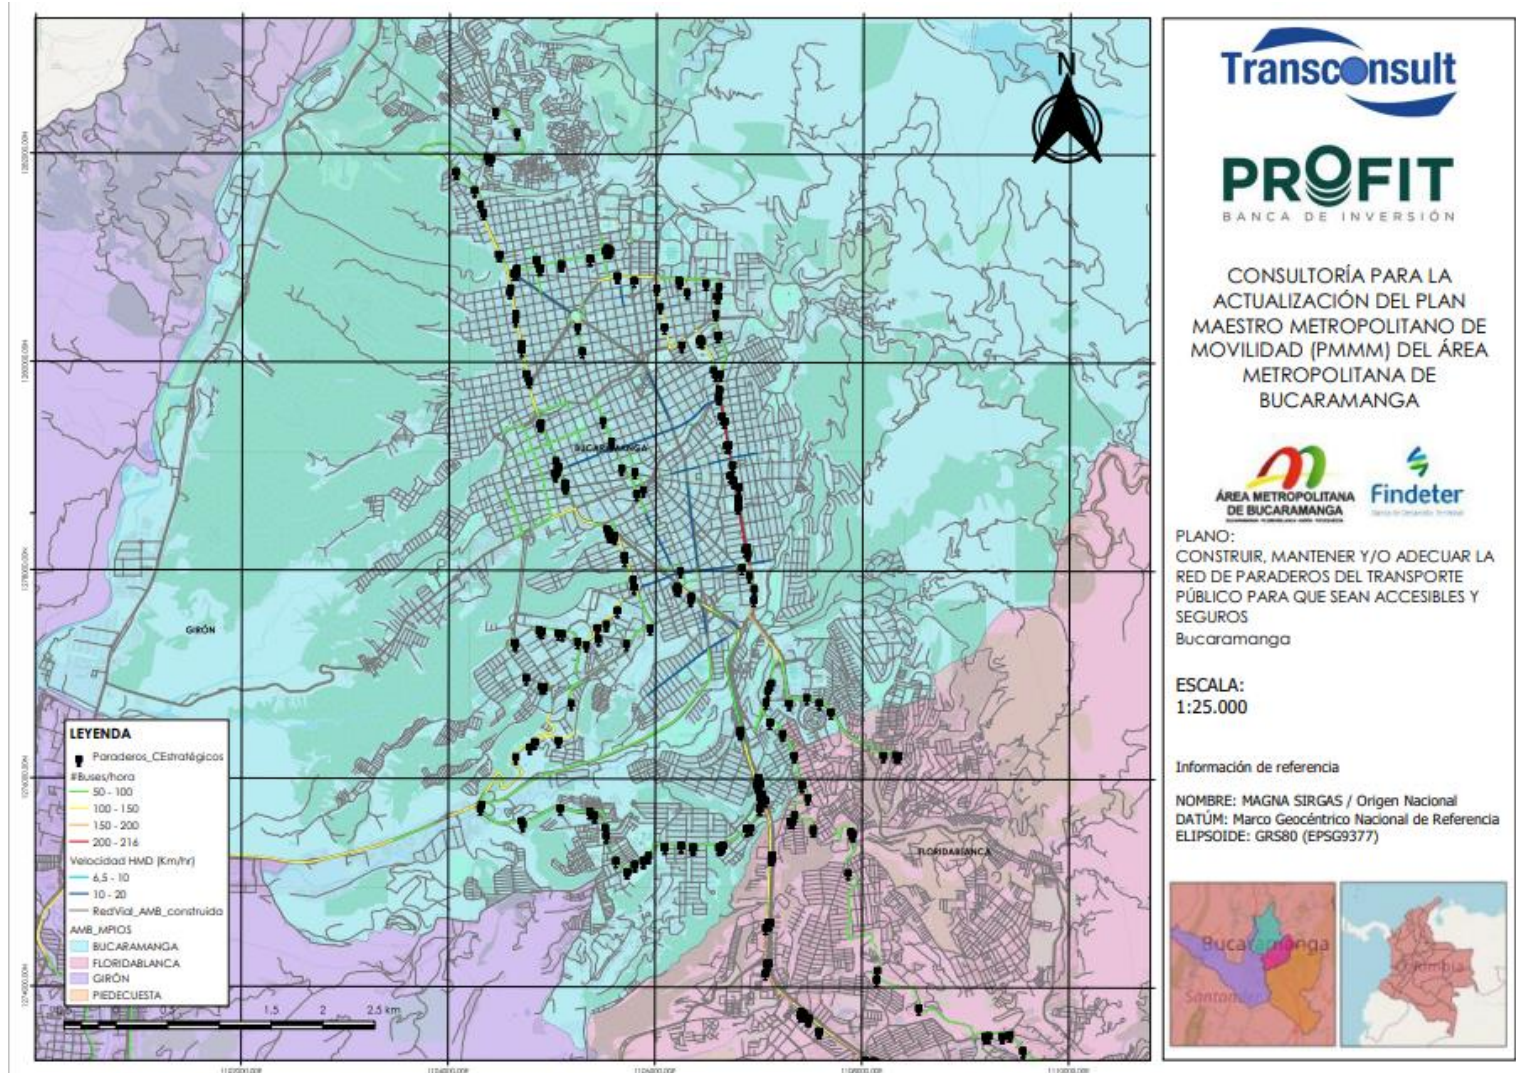 N
BUCARAMANGA
GIRÓN
FLORIDABLANCA
LEYENDA
Paraderos_CEstratégicos
#Buses/hora
50 - 100
100 - 150
150 - 200
200 - 216
Velocidad HMD (Km/hr)
6,5 - 10
10 - 20
RedVial_AMB_construida
AMB_MPIOS
BUCARAMANGA
FLORIDABLANCA
GIRÓN
PIEDECUESTA
1,5 2 2.5 km
Transconsult
PROFIT
BANCA DE INVERSIÓN
CONSULTORÍA PARA LA
ACTUALIZACIÓN DEL PLAN
MAESTRO METROPOLITANO DE
MOVILIDAD (PMMM) DEL ÁREA
METROPOLITANA DE
BUCARAMANGA
ÁREA METROPOLITANA
DE BUCARAMANGA
Findeter
PLANO:
CONSTRUIR, MANTENER Y/O ADECUAR LA
RED DE PARADEROS DEL TRANSPORTE
PÚBLICO PARA QUE SEAN ACCESIBLES Y
SEGUROS
Bucaramanga
ESCALA:
1:25.000
Información de referencia
NOMBRE: MAGNA SIRGAS / Origen Nacional
DATÚM: Marco Geocéntrico Nacional de Referencia
ELIPSOIDE: GRS80 (EPSG9377)
Bucaramanga